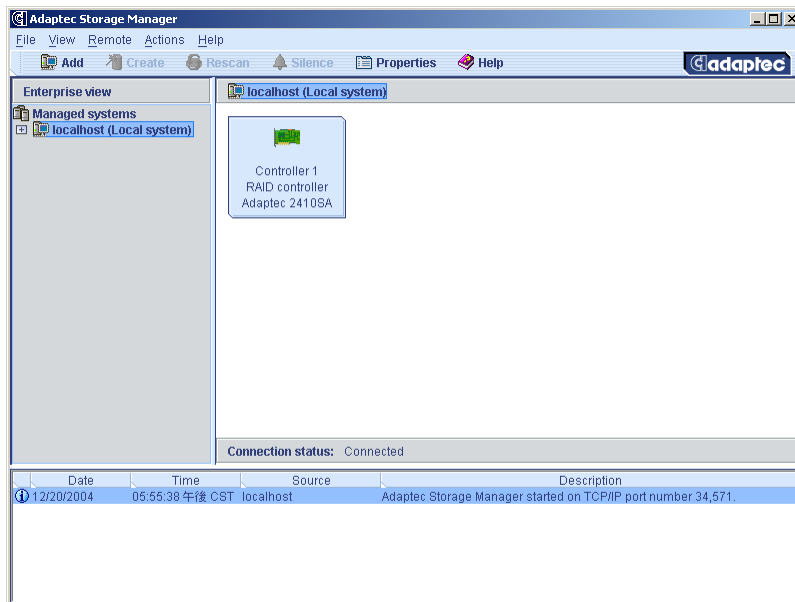 Adaptec Storage Manager
File View Remote Actions Help
Add Create Rescan Silence Properties Help
adaptec
Enterprise view
localhost (Local system)
Managed systems
localhost (Local system)
Controller 1
RAID controller
Adaptec 2410SA
Connection status: Connected
Date Time Source Description
12/20/2004 05:55:38 午後 CST localhost Adaptec Storage Manager started on TCP/IP port number 34,571.